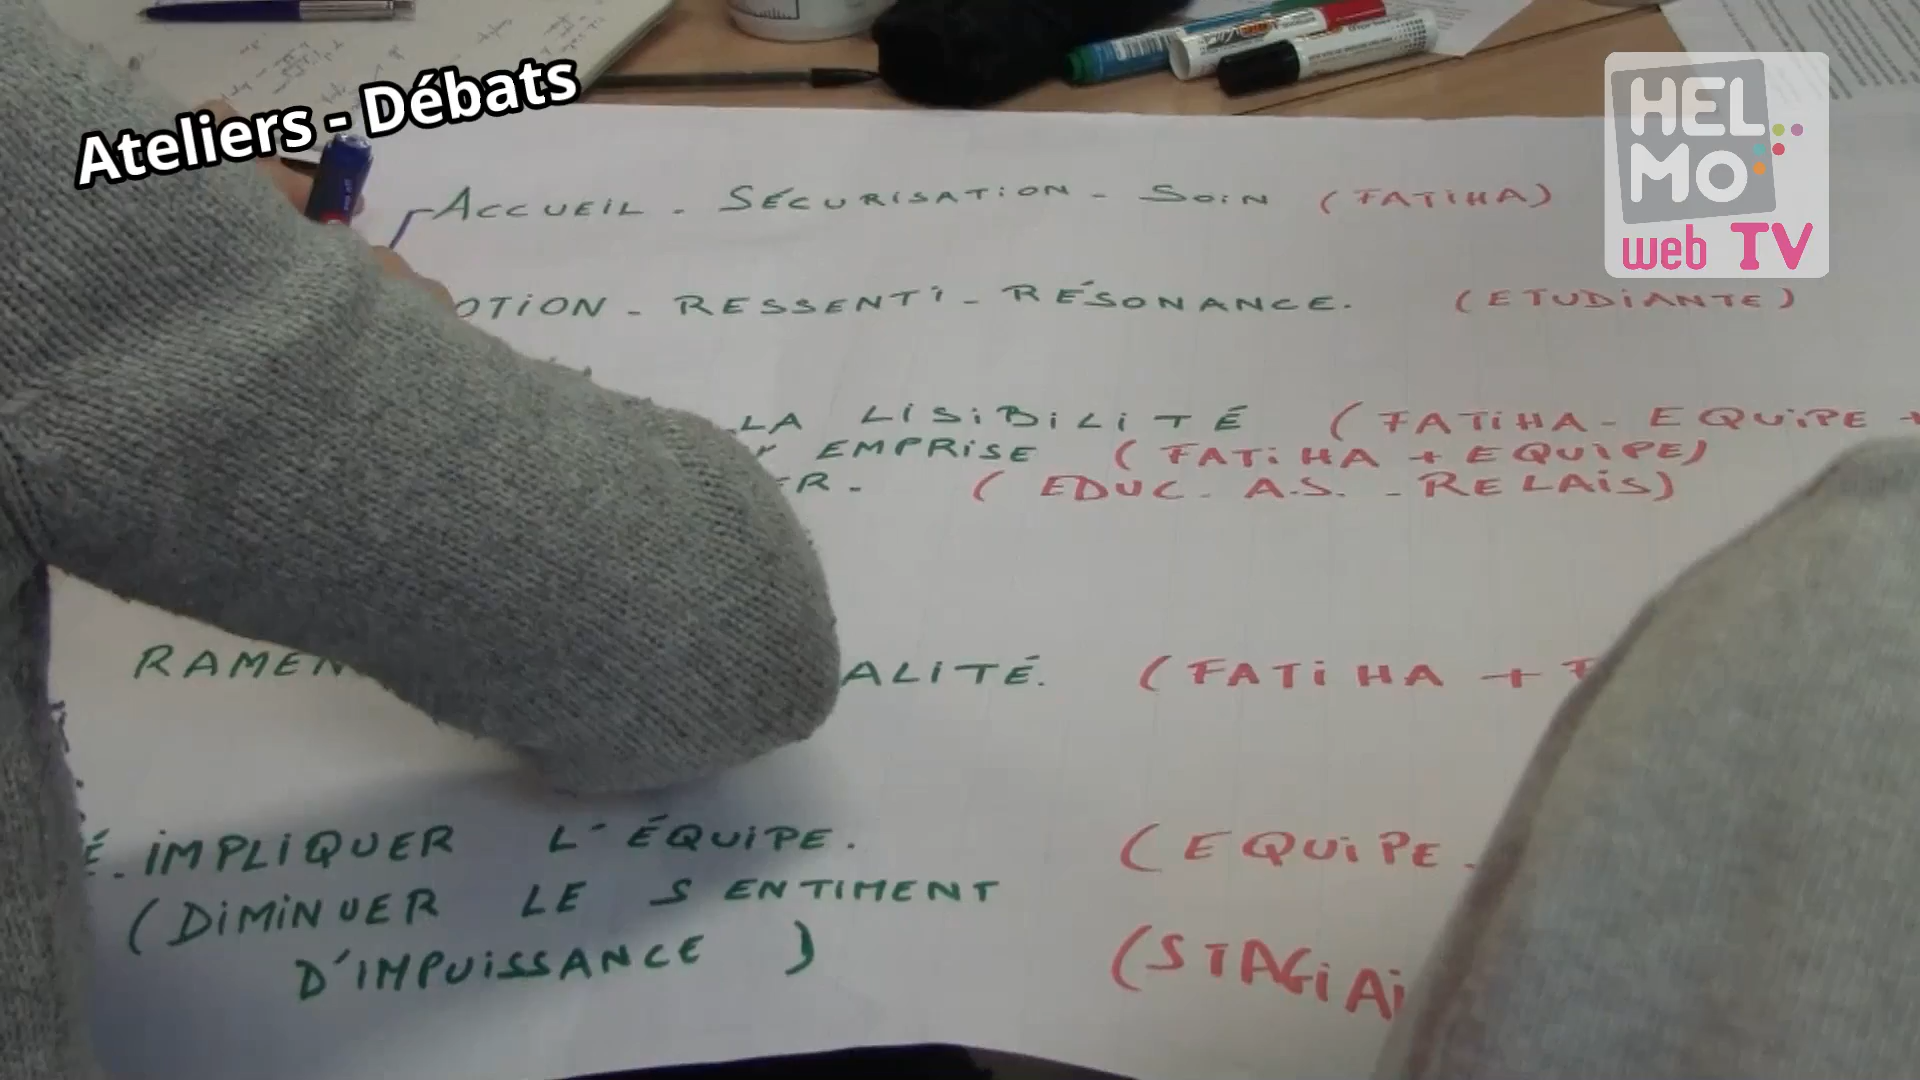 Ateliers - Débats
HEL
MO
web TV
ACCUEIL - SÉCURISATION - SOIN (FATIHA)
OTION - RESSENTI - RÉSONANCE. (ETUDIANTE)
LA LISIBILITÉ (FATIHA - EQUIPE +
EMPRISE (FATIHA + EQUIPE)
ER. (EDUC. A.S. - RELAIS)
RAMEN ALITÉ. (FATIHA +
É. IMPLIQUER L'ÉQUIPE. (EQUIPE.
(DIMINUER LE SENTIMENT
D'IMPUISSANCE ) (STAGIAI